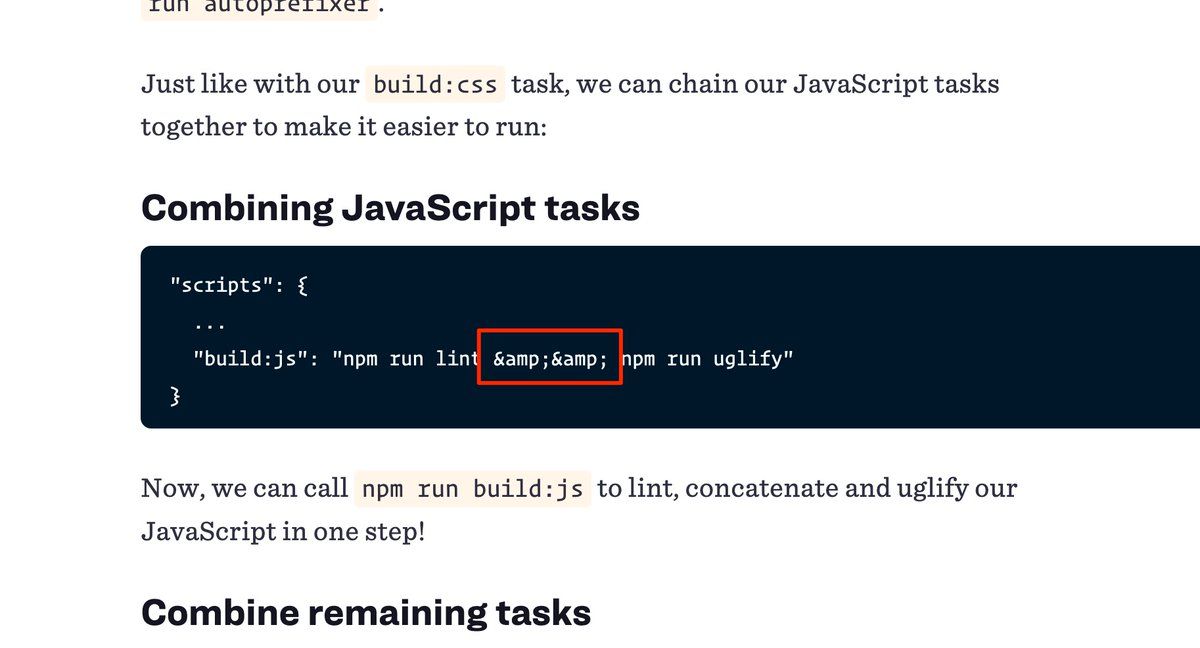 run autoprefixer.
Just like with our build:css task, we can chain our JavaScript tasks
together to make it easier to run:
Combining JavaScript tasks
"scripts": {
...
"build:js": "npm run lint &amp;&amp; npm run uglify"
}
Now, we can call npm run build:js to lint, concatenate and uglify our
JavaScript in one step!
Combine remaining tasks